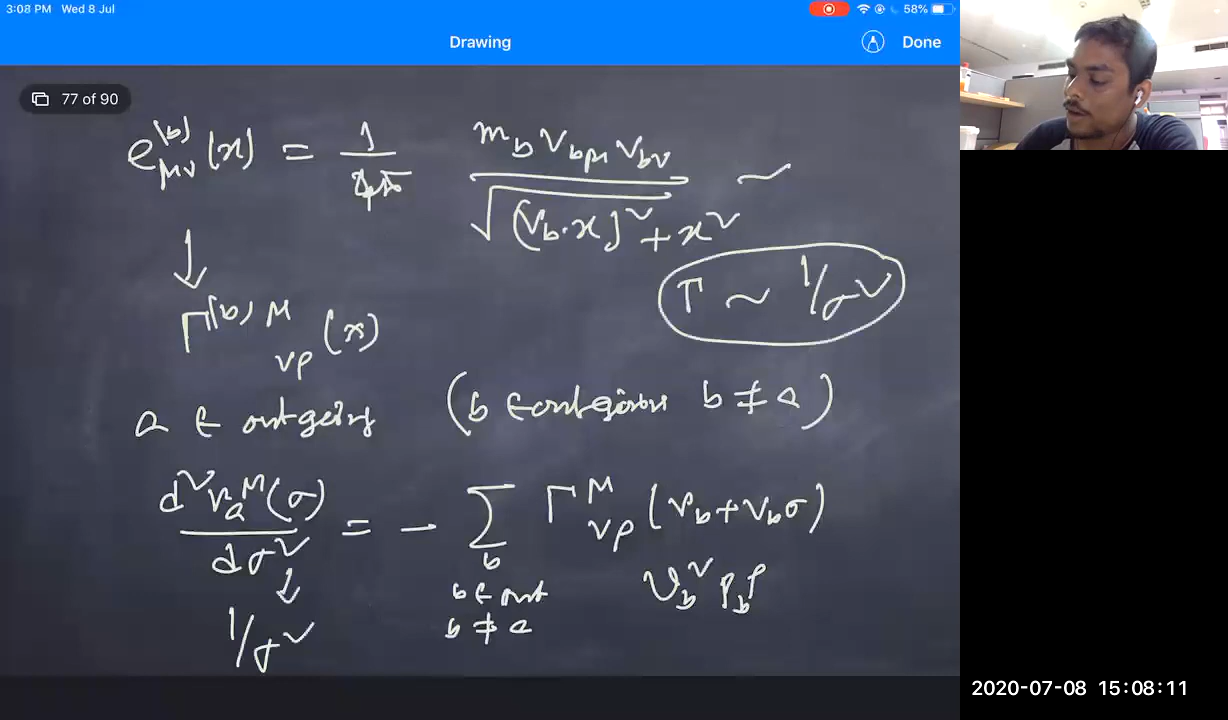 3:08 PM Wed 8 Jul 58%
Drawing Done
77 of 90
e^{(b)}_{μν}(x) = 1/4π m_b v_{bμ} v_{bν} / √((v_b·x)² + x²) ~
↓ Γ ~ 1/σ²
Γ^{(b)μ}_{νρ}(x)
a ∈ outgoing (b ∈ outgoing b ≠ a)
d²r_a^μ(σ)/dσ² = − Σ_b Γ^μ_{νρ}(r_b + v_b σ)
↓ b ∈ out v_b^ν p_b^ρ
1/σ² b ≠ a
2020-07-08 15:08:11